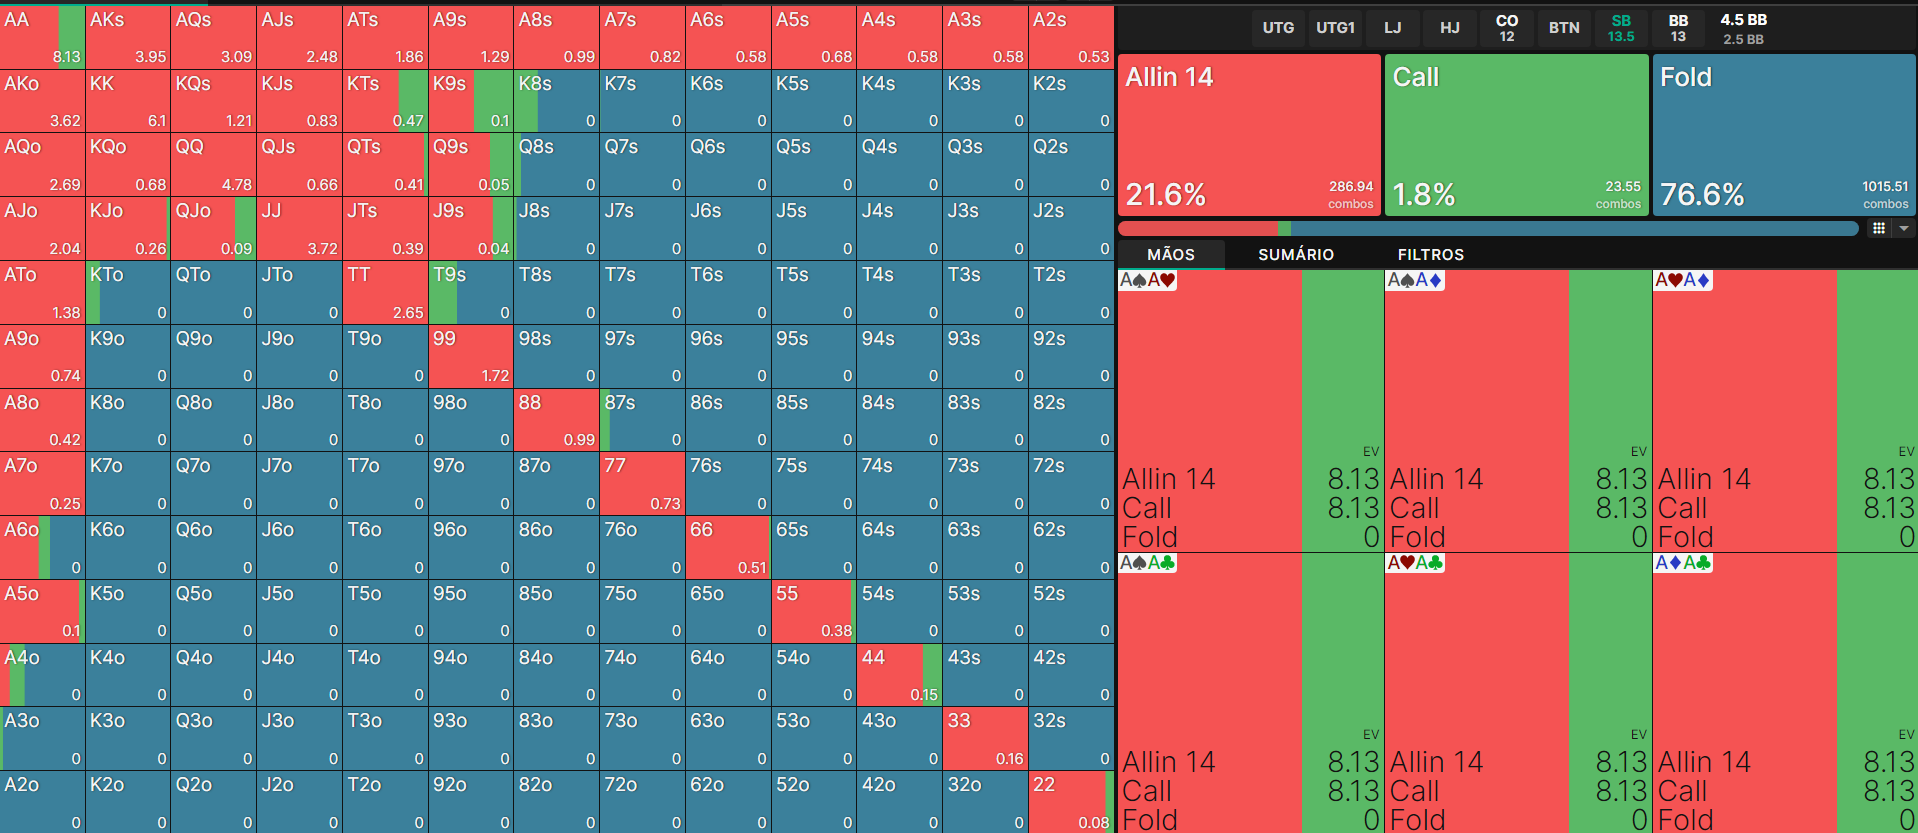 AA AKs AQs AJs ATs A9s A8s A7s A6s A5s A4s A3s A2s
8.13 3.95 3.09 2.48 1.86 1.29 0.99 0.82 0.58 0.68 0.58 0.58 0.53
AKo KK KQs KJs KTs K9s K8s K7s K6s K5s K4s K3s K2s
3.62 6.1 1.21 0.83 0.47 0.1 0 0 0 0 0 0 0
AQo KQo QQ QJs QTs Q9s Q8s Q7s Q6s Q5s Q4s Q3s Q2s
2.69 0.68 4.78 0.66 0.41 0.05 0 0 0 0 0 0 0
AJo KJo QJo JJ JTs J9s J8s J7s J6s J5s J4s J3s J2s
2.04 0.26 0.09 3.72 0.39 0.04 0 0 0 0 0 0 0
ATo KTo QTo JTo TT T9s T8s T7s T6s T5s T4s T3s T2s
1.38 0 0 0 2.65 0 0 0 0 0 0 0 0
A9o K9o Q9o J9o T9o 99 98s 97s 96s 95s 94s 93s 92s
0.74 0 0 0 0 1.72 0 0 0 0 0 0 0
A8o K8o Q8o J8o T8o 98o 88 87s 86s 85s 84s 83s 82s
0.42 0 0 0 0 0 0.99 0 0 0 0 0 0
A7o K7o Q7o J7o T7o 97o 87o 77 76s 75s 74s 73s 72s
0.25 0 0 0 0 0 0 0.73 0 0 0 0 0
A6o K6o Q6o J6o T6o 96o 86o 76o 66 65s 64s 63s 62s
0 0 0 0 0 0 0 0 0.51 0 0 0 0
A5o K5o Q5o J5o T5o 95o 85o 75o 65o 55 54s 53s 52s
0.1 0 0 0 0 0 0 0 0 0.38 0 0 0
A4o K4o Q4o J4o T4o 94o 84o 74o 64o 54o 44 43s 42s
0 0 0 0 0 0 0 0 0 0 0.15 0 0
A3o K3o Q3o J3o T3o 93o 83o 73o 63o 53o 43o 33 32s
0 0 0 0 0 0 0 0 0 0 0 0.16 0
A2o K2o Q2o J2o T2o 92o 82o 72o 62o 52o 42o 32o 22
0 0 0 0 0 0 0 0 0 0 0 0 0.08
UTG UTG1 LJ HJ CO BTN SB BB 4.5 BB
12 13.5 13 2.5 BB
Allin 14 Call Fold
21.6% 286.94 combos 1.8% 23.55 combos 76.6% 1015.51 combos
MÃOS SUMÁRIO FILTROS
A♠A♥ A♠A♦ A♥A♦
EV EV EV
Allin 14 8.13 Allin 14 8.13 Allin 14 8.13
Call 8.13 Call 8.13 Call 8.13
Fold 0 Fold 0 Fold 0
A♠A♣ A♥A♣ A♦A♣
EV EV EV
Allin 14 8.13 Allin 14 8.13 Allin 14 8.13
Call 8.13 Call 8.13 Call 8.13
Fold 0 Fold 0 Fold 0